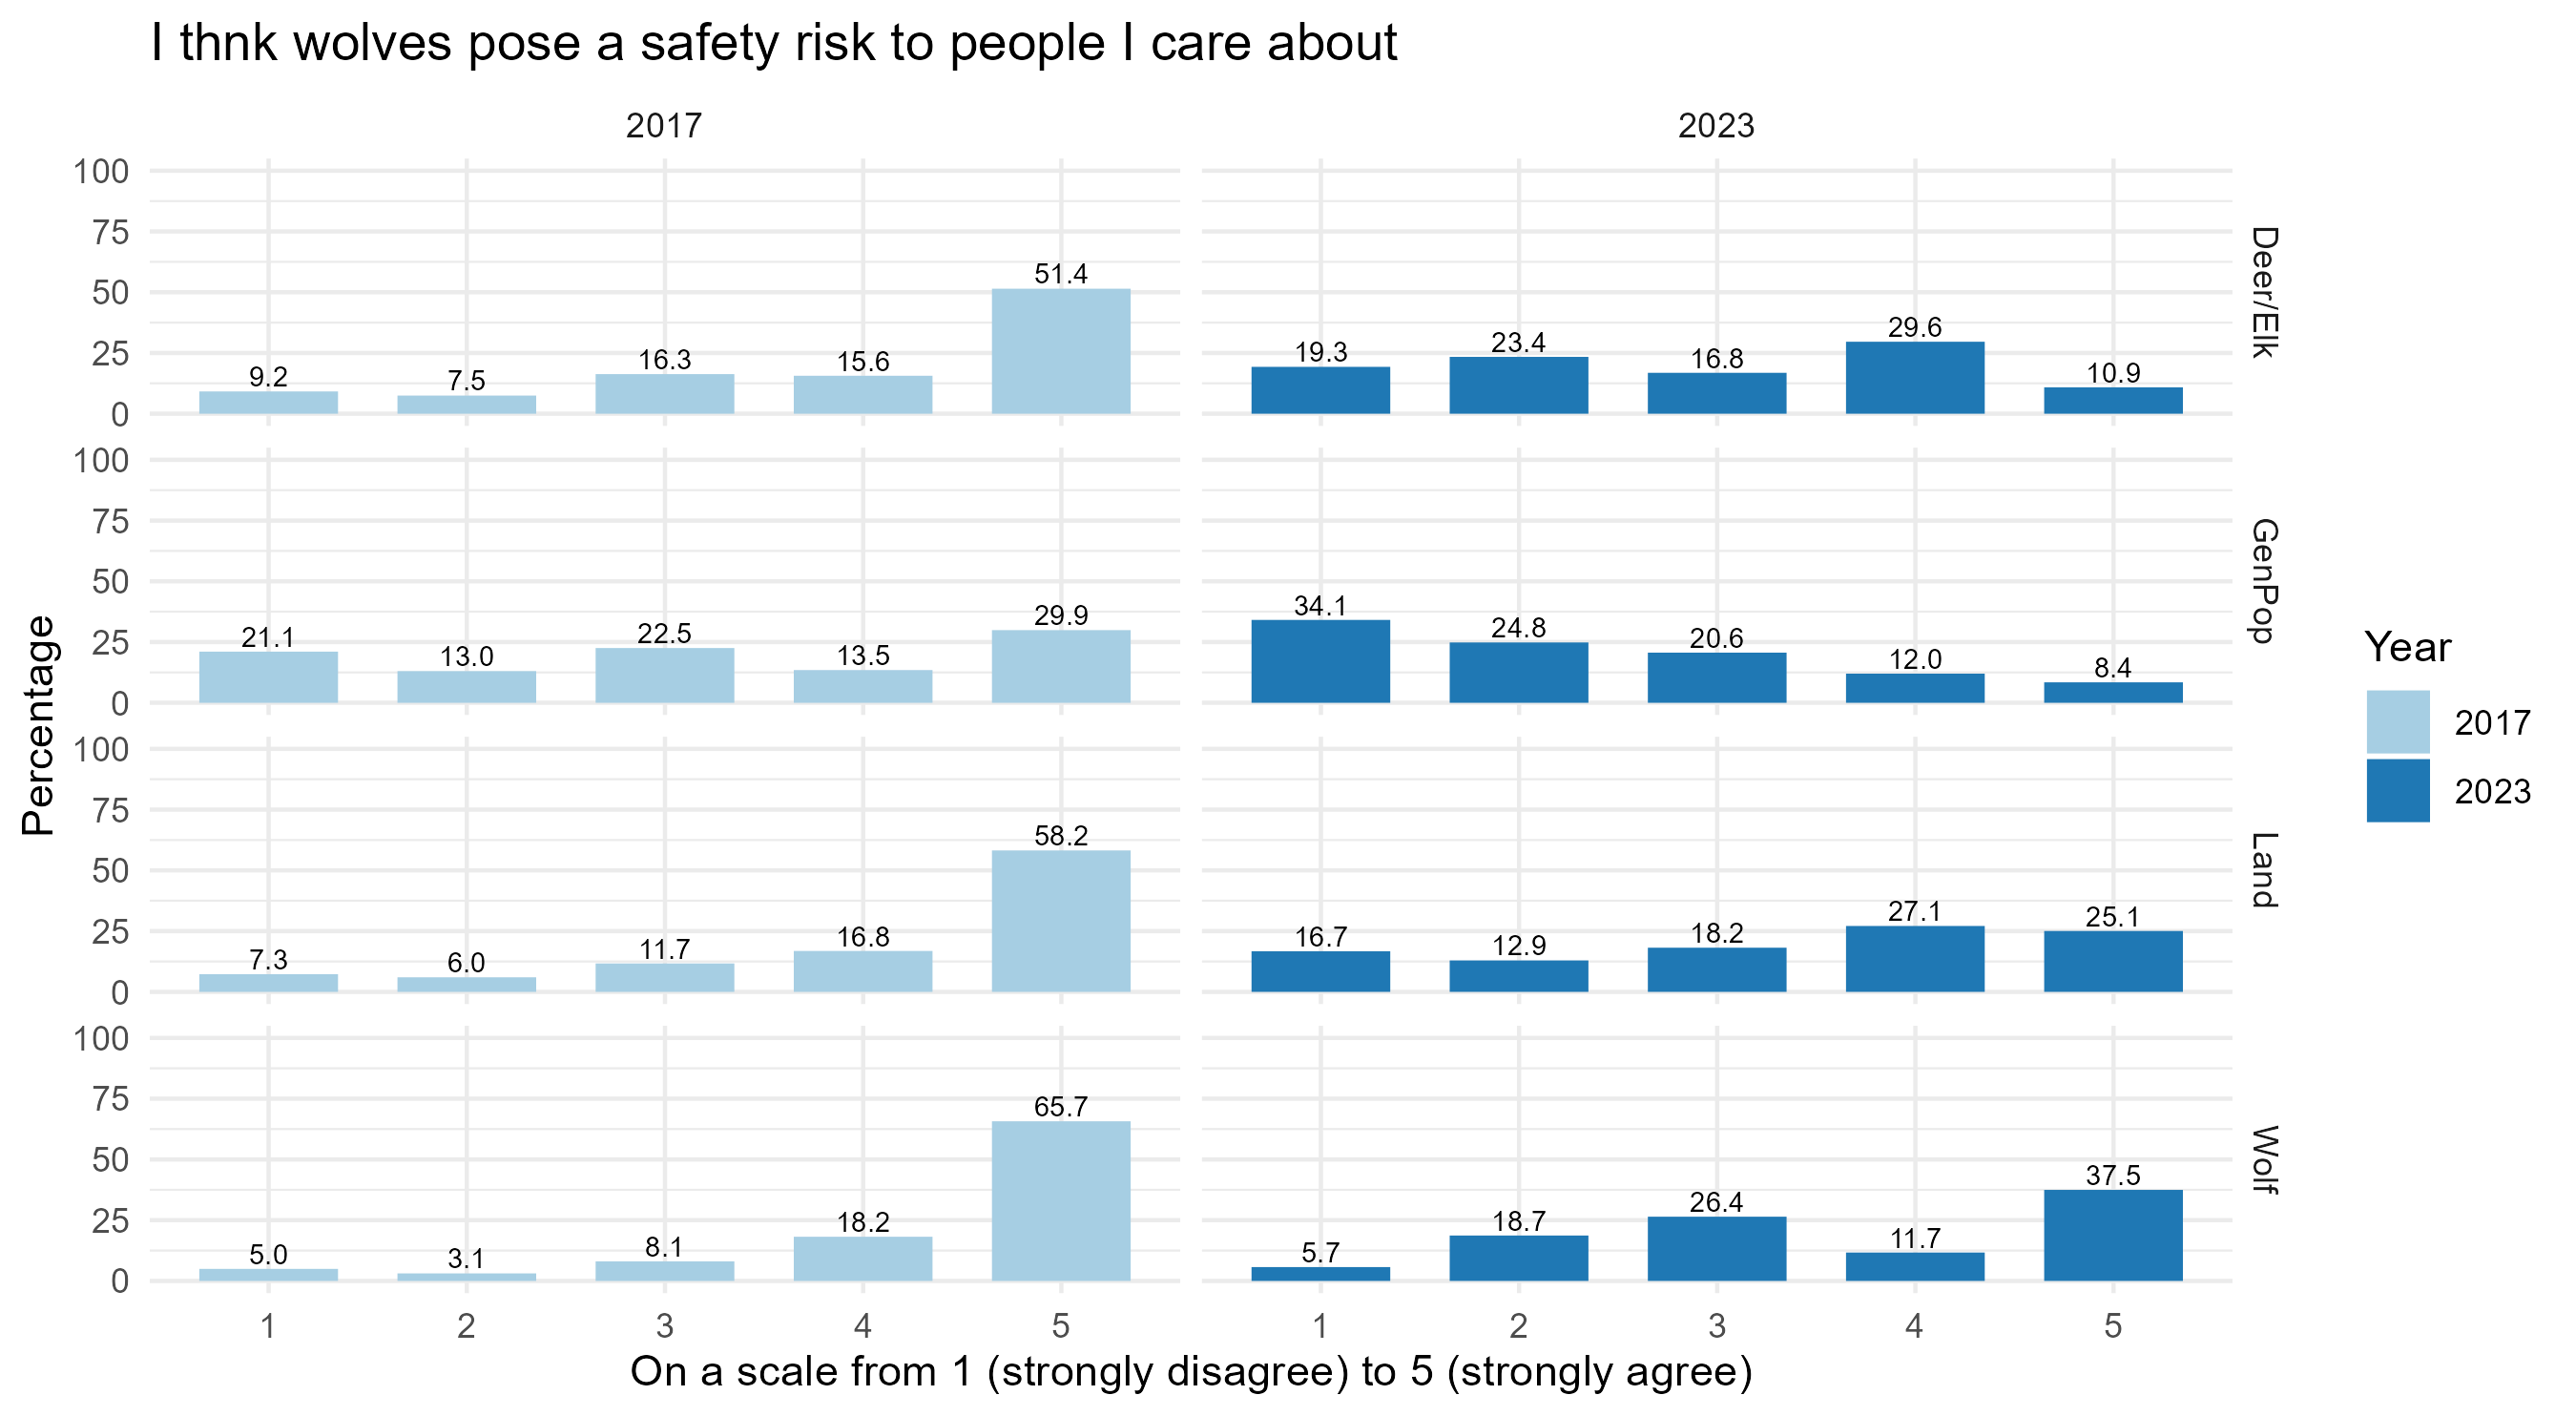 I thnk wolves pose a safety risk to people I care about
2017 2023
100
75
50
25
0
9.2 7.5 16.3 15.6 51.4
19.3 23.4 16.8 29.6 10.9
Deer/Elk
100
75
50
25
0
21.1 13.0 22.5 13.5 29.9
34.1 24.8 20.6 12.0 8.4
GenPop
100
75
50
25
0
7.3 6.0 11.7 16.8 58.2
16.7 12.9 18.2 27.1 25.1
Land
100
75
50
25
0
5.0 3.1 8.1 18.2 65.7
5.7 18.7 26.4 11.7 37.5
Wolf
1 2 3 4 5 1 2 3 4 5
On a scale from 1 (strongly disagree) to 5 (strongly agree)
Percentage
Year
2017
2023